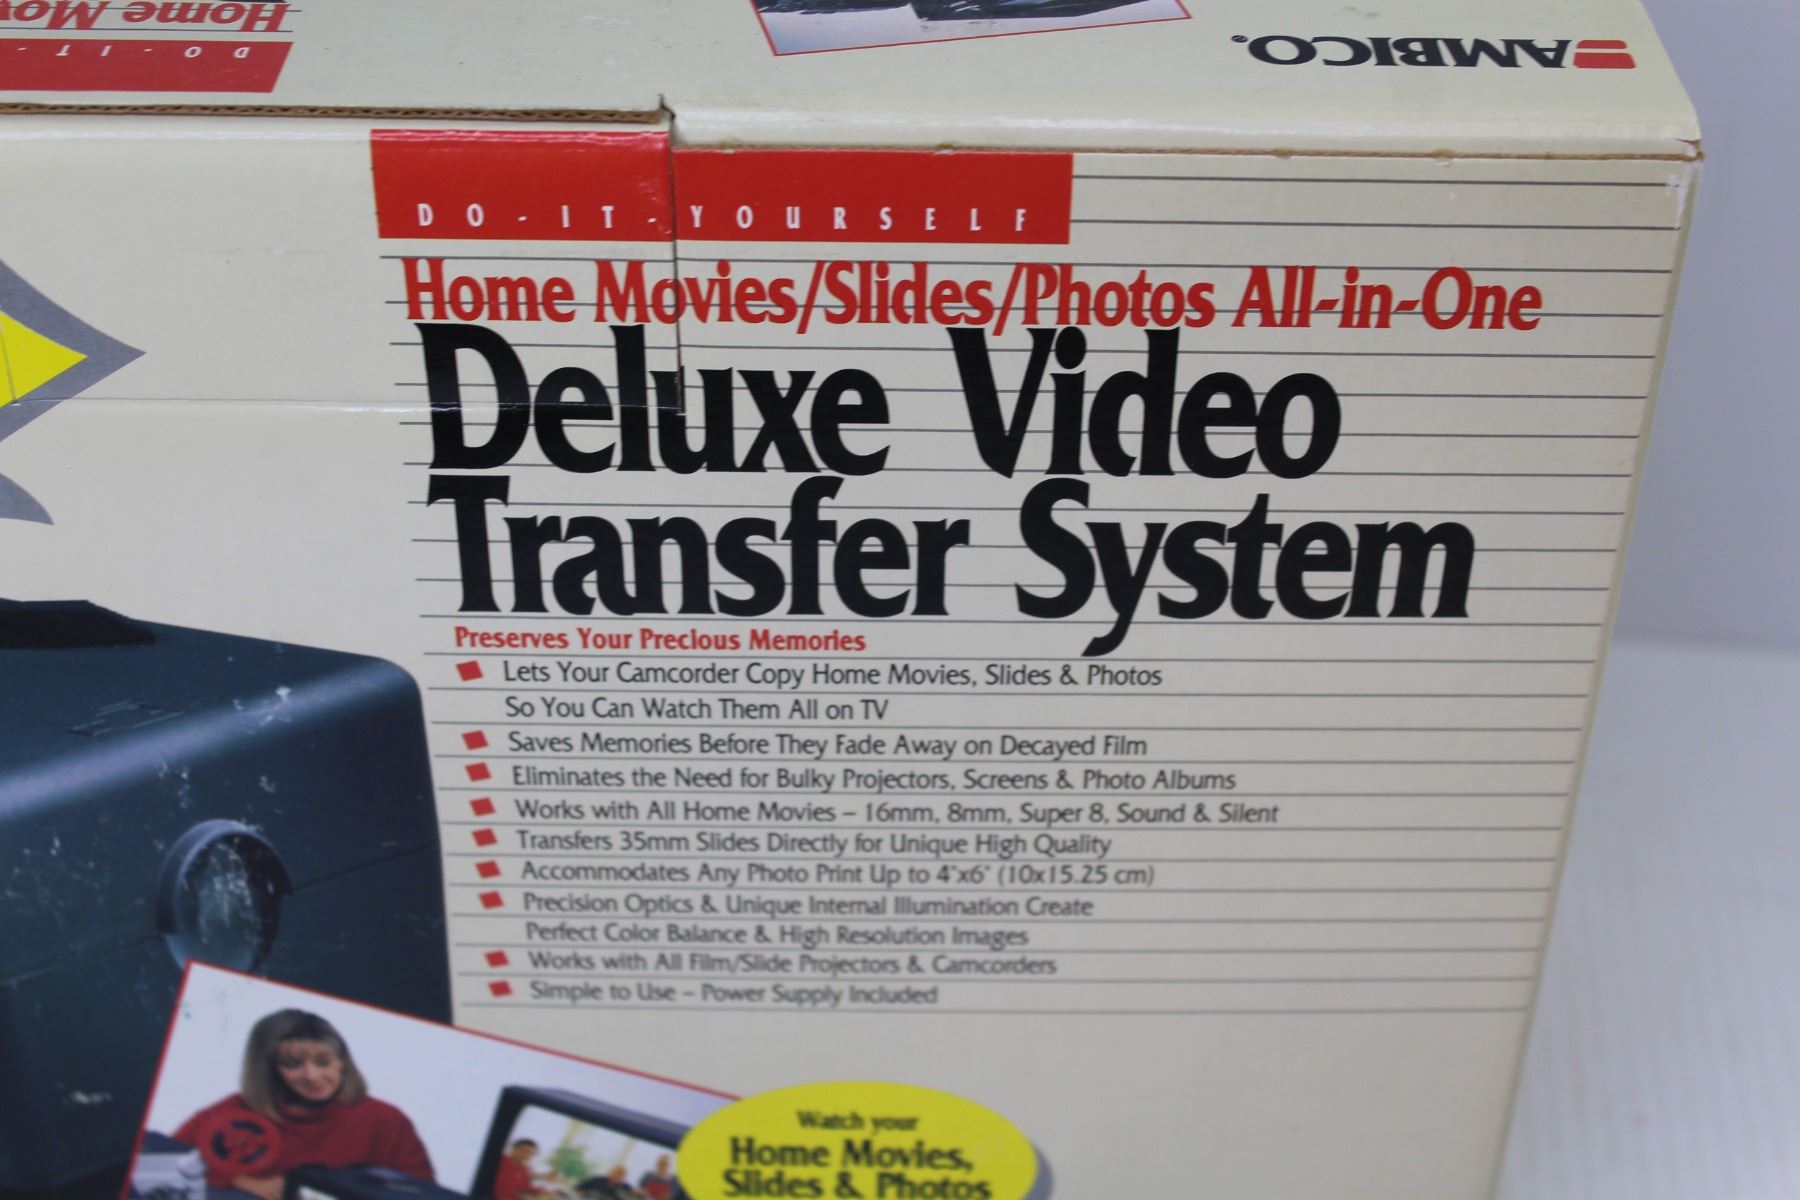 Home Mov
DO-IT-
AMBICO®
DO-IT-YOURSELF
Home Movies/Slides/Photos All-in-One
Deluxe Video
Transfer System
Preserves Your Precious Memories
Lets Your Camcorder Copy Home Movies, Slides & Photos
So You Can Watch Them All on TV
Saves Memories Before They Fade Away on Decayed Film
Eliminates the Need for Bulky Projectors, Screens & Photo Albums
Works with All Home Movies – 16mm, 8mm, Super 8, Sound & Silent
Transfers 35mm Slides Directly for Unique High Quality
Accommodates Any Photo Print Up to 4"x6" (10x15.25 cm)
Precision Optics & Unique Internal Illumination Create
Perfect Color Balance & High Resolution Images
Works with All Film/Slide Projectors & Camcorders
Simple to Use – Power Supply Included
Watch your
Home Movies,
Slides & Photos